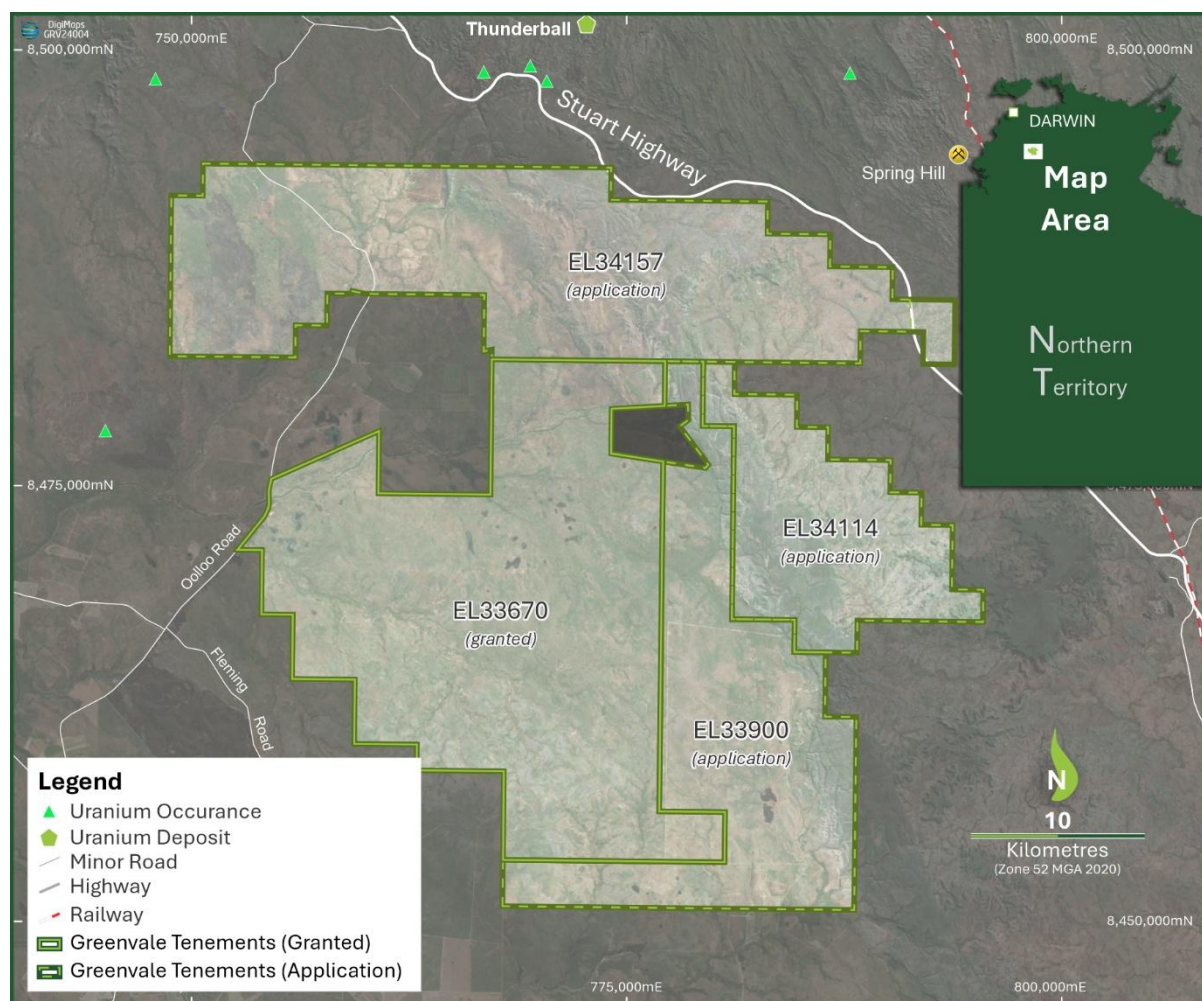 DigiMaps
GRV24004
Thunderball
750,000mE
800,000mE
8,500,000mN
8,500,000mN
Stuart Highway
DARWIN
Spring Hill
Map
Area
EL34157
(application)
Northern
Territory
8,475,000mN
EL34114
(application)
Oolloo Road
EL33670
(granted)
Fleming
Road
EL33900
(application)
N
10
Kilometres
(Zone 52 MGA 2020)
Legend
Uranium Occurance
Uranium Deposit
Minor Road
Highway
Railway
Greenvale Tenements (Granted)
Greenvale Tenements (Application)
8,450,000mN
775,000mE
800,000mE